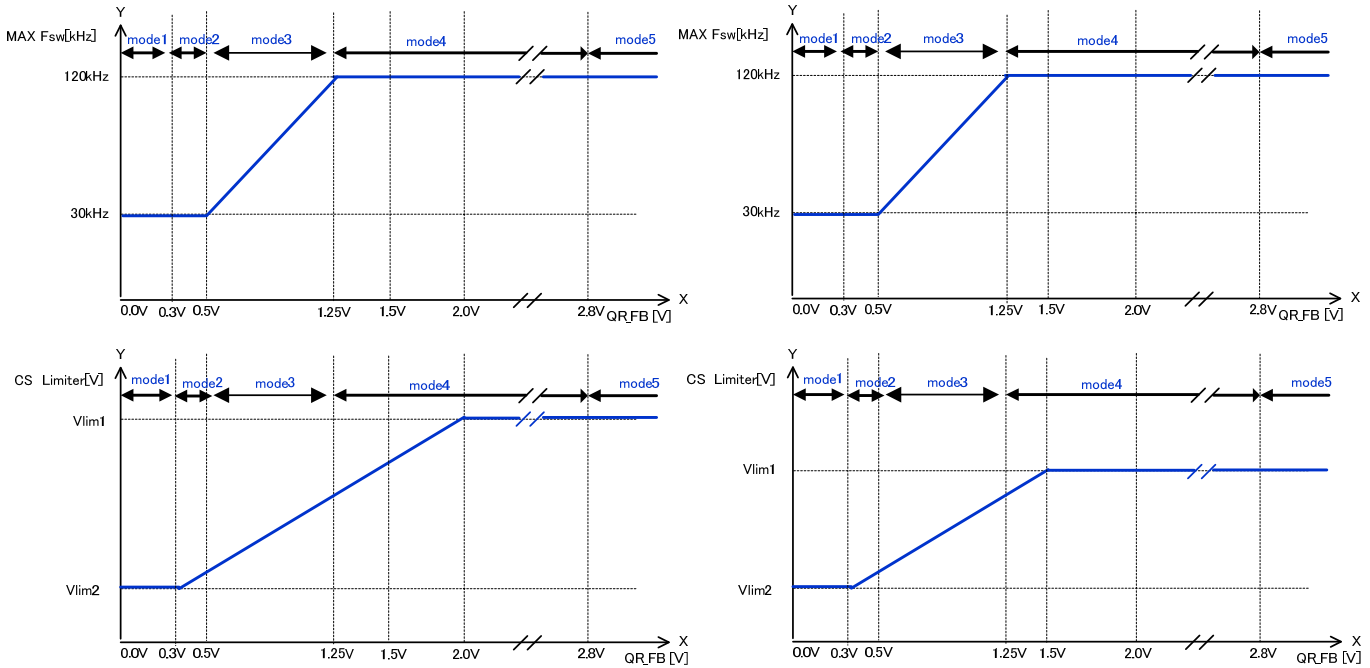 Y
MAX Fsw[kHz]
mode1 mode2 mode3 mode4 mode5
120kHz
30kHz
0.0V 0.3V 0.5V 1.25V 1.5V 2.0V 2.8V
X
QR_FB [V]
Y
MAX Fsw[kHz]
mode1 mode2 mode3 mode4 mode5
120kHz
30kHz
0.0V 0.3V 0.5V 1.25V 1.5V 2.0V 2.8V
X
QR_FB [V]
Y
CS Limiter[V]
mode1 mode2 mode3 mode4 mode5
Vlim1
Vlim2
0.0V 0.3V 0.5V 1.25V 1.5V 2.0V 2.8V
X
QR_FB [V]
Y
CS Limiter[V]
mode1 mode2 mode3 mode4 mode5
Vlim1
Vlim2
0.0V 0.3V 0.5V 1.25V 1.5V 2.0V 2.8V
X
QR_FB [V]